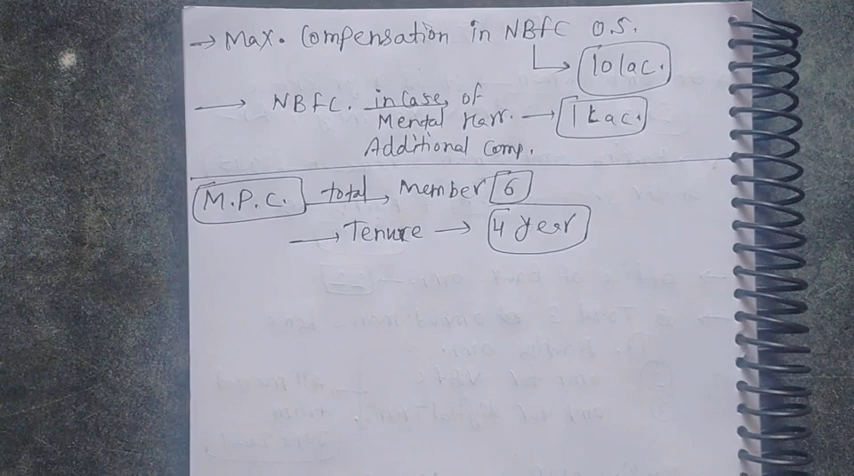 → Max. Compensation in NBFC O.S.
↳ 10 lac.
→ NBFC. in Case of
Mental Harr. → 1 Lac.
Additional Comp.
M.P.C. total → Member 6
→ Tenure → 4 year